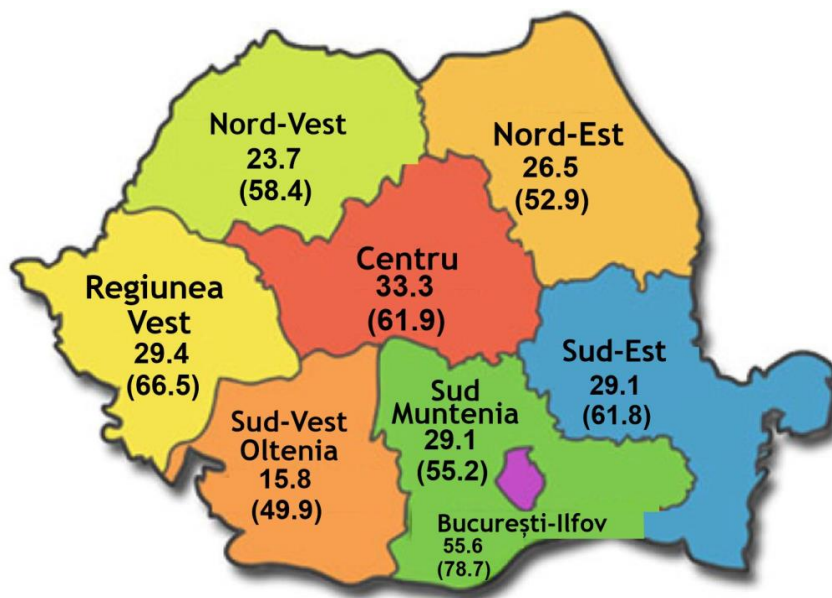 Nord-Vest
23.7
(58.4)
Nord-Est
26.5
(52.9)
Centru
33.3
(61.9)
Regiunea
Vest
29.4
(66.5)
Sud-Est
29.1
(61.8)
Sud-Vest
Oltenia
15.8
(49.9)
Sud
Muntenia
29.1
(55.2)
București-Ilfov
55.6
(78.7)